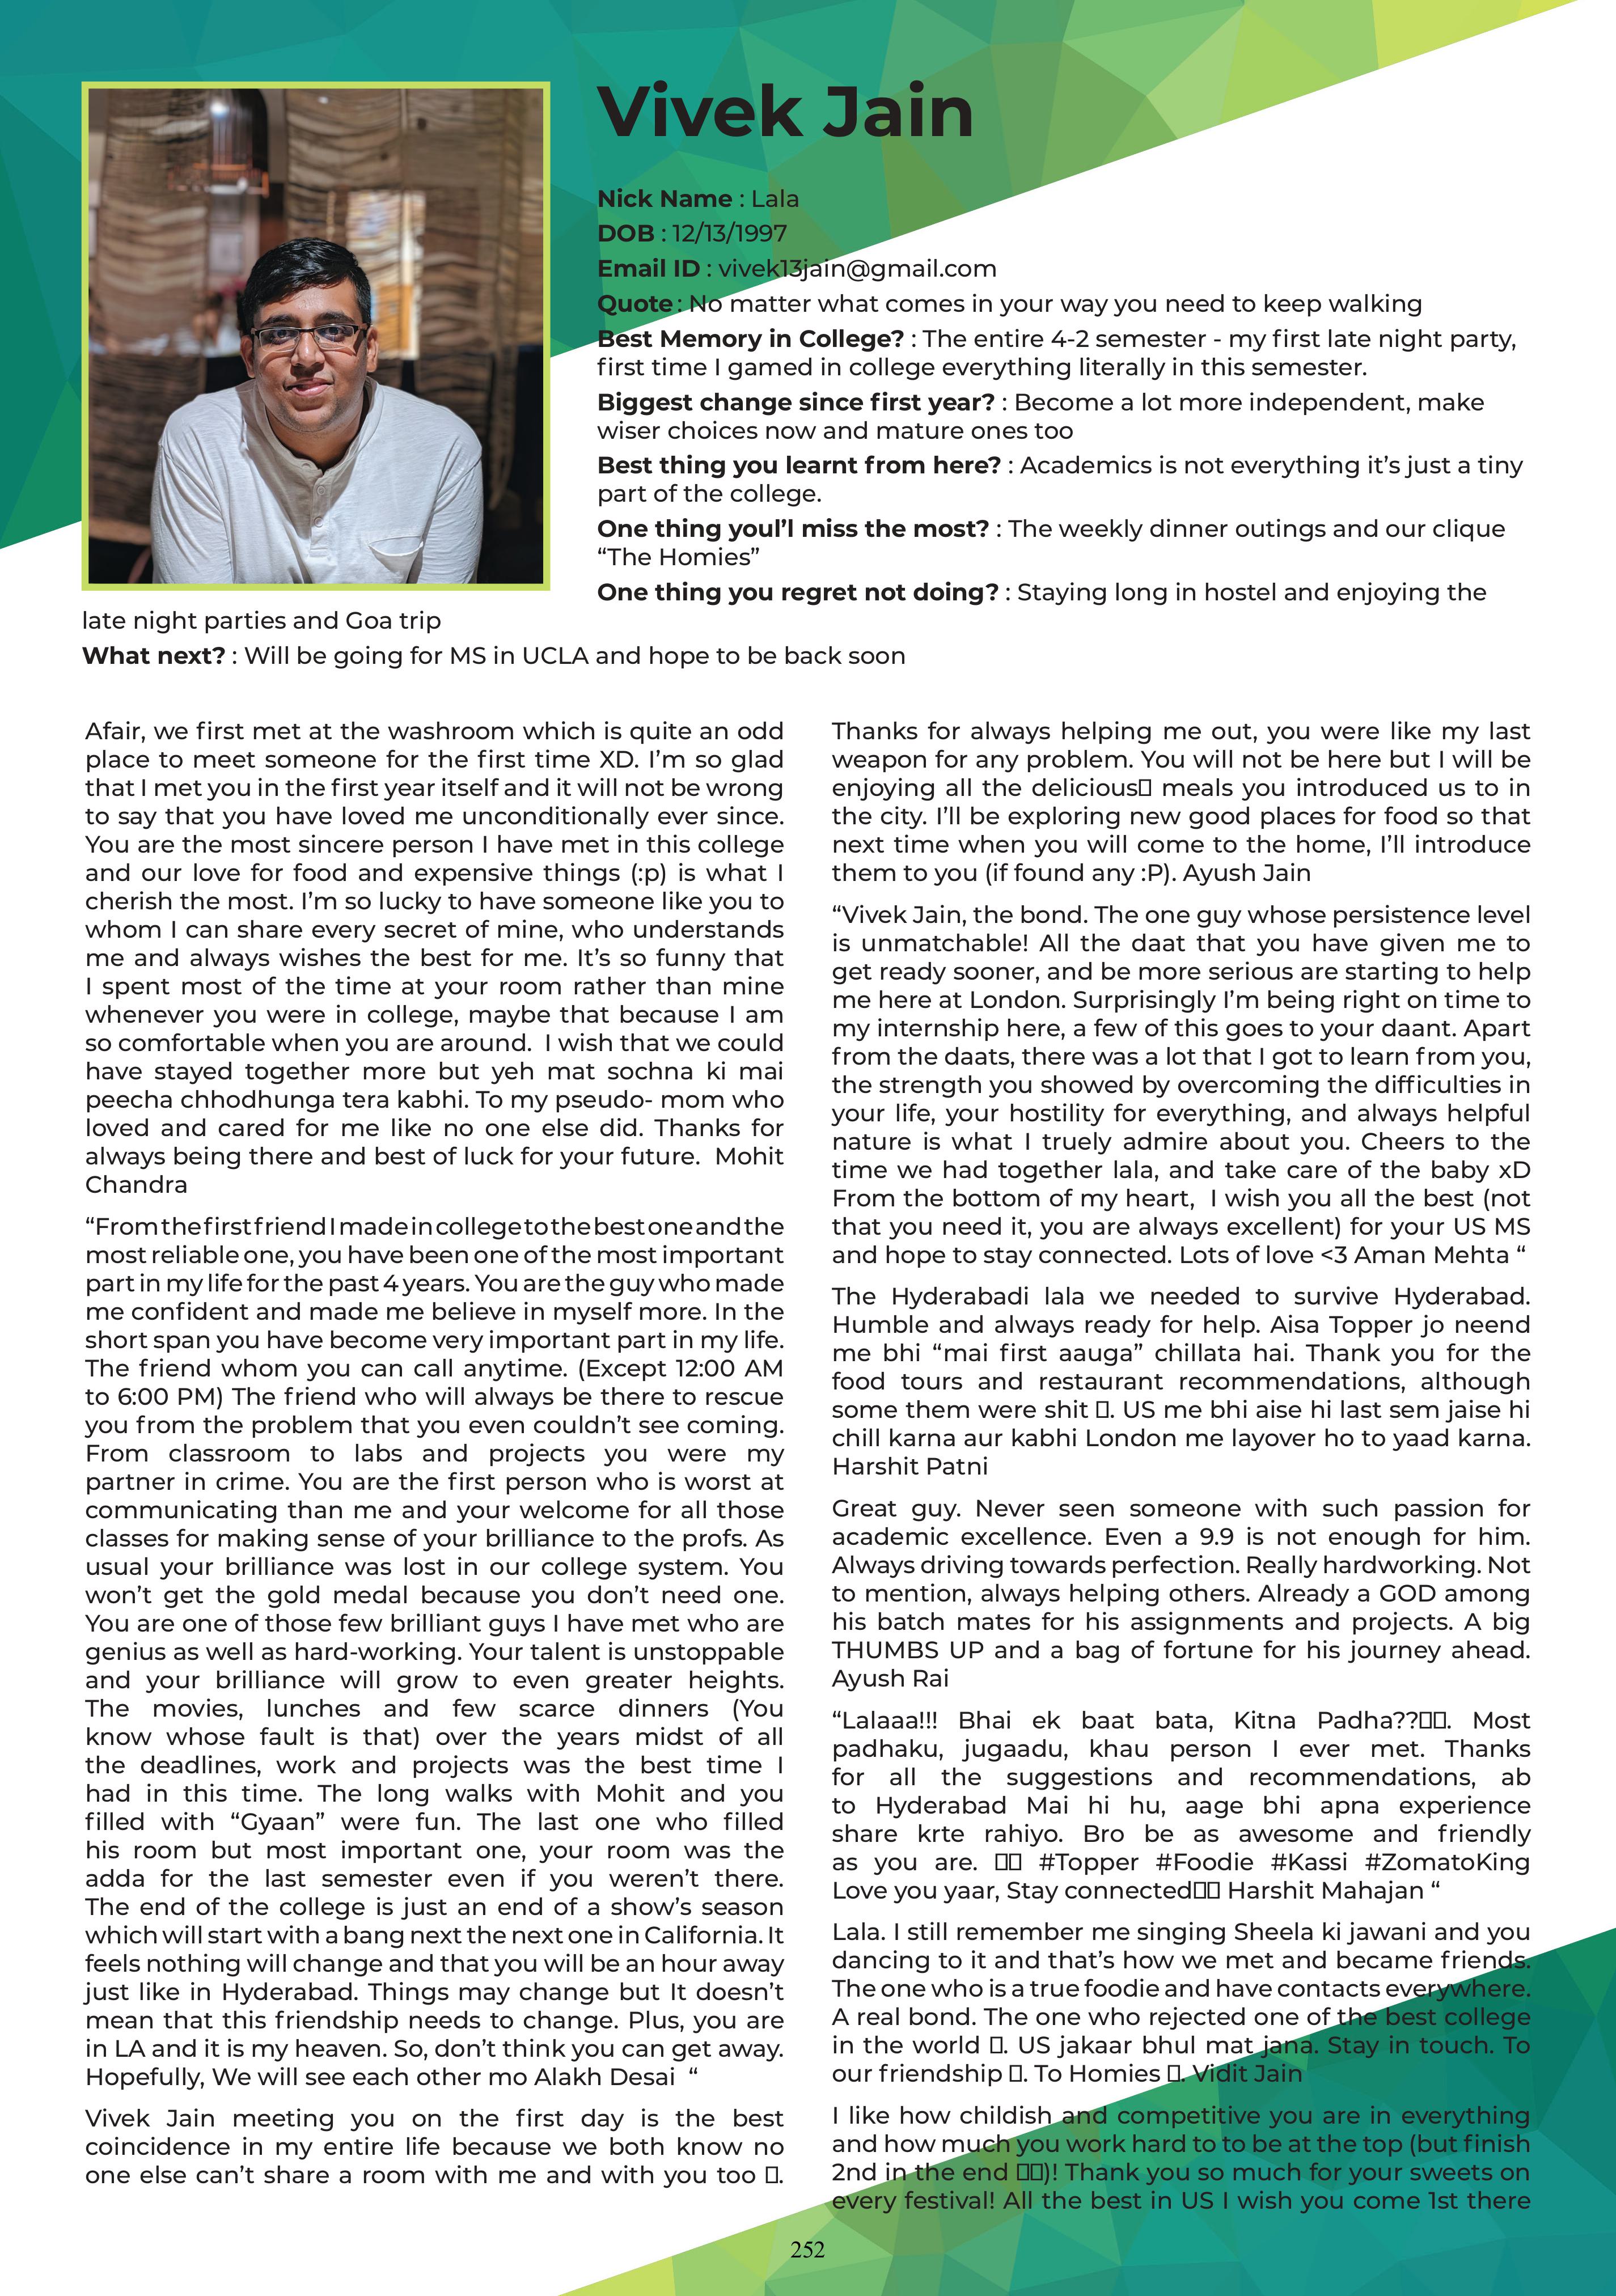 Vivek Jain
Nick Name : Lala
DOB : 12/13/1997
Email ID : vivek13jain@gmail.com
Quote : No matter what comes in your way you need to keep walking
Best Memory in College? : The entire 4-2 semester - my first late night party,
first time I gamed in college everything literally in this semester.
Biggest change since first year? : Become a lot more independent, make
wiser choices now and mature ones too
Best thing you learnt from here? : Academics is not everything it’s just a tiny
part of the college.
One thing youl’l miss the most? : The weekly dinner outings and our clique
“The Homies”
One thing you regret not doing? : Staying long in hostel and enjoying the
late night parties and Goa trip
What next? : Will be going for MS in UCLA and hope to be back soon
Afair, we first met at the washroom which is quite an odd
place to meet someone for the first time XD. I’m so glad
that I met you in the first year itself and it will not be wrong
to say that you have loved me unconditionally ever since.
You are the most sincere person I have met in this college
and our love for food and expensive things (:p) is what I
cherish the most. I’m so lucky to have someone like you to
whom I can share every secret of mine, who understands
me and always wishes the best for me. It’s so funny that
I spent most of the time at your room rather than mine
whenever you were in college, maybe that because I am
so comfortable when you are around.  I wish that we could
have stayed together more but yeh mat sochna ki mai
peecha chhodhunga tera kabhi. To my pseudo- mom who
loved and cared for me like no one else did. Thanks for
always being there and best of luck for your future.  Mohit
Chandra
“From the first friend I made in college to the best one and the
most reliable one, you have been one of the most important
part in my life for the past 4 years. You are the guy who made
me confident and made me believe in myself more. In the
short span you have become very important part in my life.
The friend whom you can call anytime. (Except 12:00 AM
to 6:00 PM) The friend who will always be there to rescue
you from the problem that you even couldn’t see coming.
From classroom to labs and projects you were my
partner in crime. You are the first person who is worst at
communicating than me and your welcome for all those
classes for making sense of your brilliance to the profs. As
usual your brilliance was lost in our college system. You
won’t get the gold medal because you don’t need one.
You are one of those few brilliant guys I have met who are
genius as well as hard-working. Your talent is unstoppable
and your brilliance will grow to even greater heights.
The movies, lunches and few scarce dinners (You
know whose fault is that) over the years midst of all
the deadlines, work and projects was the best time I
had in this time. The long walks with Mohit and you
filled with “Gyaan” were fun. The last one who filled
his room but most important one, your room was the
adda for the last semester even if you weren’t there.
The end of the college is just an end of a show’s season
which will start with a bang next the next one in California. It
feels nothing will change and that you will be an hour away
just like in Hyderabad. Things may change but It doesn’t
mean that this friendship needs to change. Plus, you are
in LA and it is my heaven. So, don’t think you can get away.
Hopefully, We will see each other mo Alakh Desai  “
Vivek Jain meeting you on the first day is the best
coincidence in my entire life because we both know no
one else can’t share a room with me and with you too .
Thanks for always helping me out, you were like my last
weapon for any problem. You will not be here but I will be
enjoying all the delicious meals you introduced us to in
the city. I’ll be exploring new good places for food so that
next time when you will come to the home, I’ll introduce
them to you (if found any :P). Ayush Jain
“Vivek Jain, the bond. The one guy whose persistence level
is unmatchable! All the daat that you have given me to
get ready sooner, and be more serious are starting to help
me here at London. Surprisingly I’m being right on time to
my internship here, a few of this goes to your daant. Apart
from the daats, there was a lot that I got to learn from you,
the strength you showed by overcoming the difficulties in
your life, your hostility for everything, and always helpful
nature is what I truely admire about you. Cheers to the
time we had together lala, and take care of the baby xD
From the bottom of my heart,  I wish you all the best (not
that you need it, you are always excellent) for your US MS
and hope to stay connected. Lots of love <3 Aman Mehta “
The Hyderabadi lala we needed to survive Hyderabad.
Humble and always ready for help. Aisa Topper jo neend
me bhi “mai first aauga” chillata hai. Thank you for the
food tours and restaurant recommendations, although
some them were shit . US me bhi aise hi last sem jaise hi
chill karna aur kabhi London me layover ho to yaad karna.
Harshit Patni
Great guy. Never seen someone with such passion for
academic excellence. Even a 9.9 is not enough for him.
Always driving towards perfection. Really hardworking. Not
to mention, always helping others. Already a GOD among
his batch mates for his assignments and projects. A big
THUMBS UP and a bag of fortune for his journey ahead.
Ayush Rai
“Lalaaa!!! Bhai ek baat bata, Kitna Padha??. Most
padhaku, jugaadu, khau person I ever met. Thanks
for all the suggestions and recommendations, ab
to Hyderabad Mai hi hu, aage bhi apna experience
share krte rahiyo. Bro be as awesome and friendly
as you are. #Topper #Foodie #Kassi #ZomatoKing
Love you yaar, Stay connected Harshit Mahajan “
Lala. I still remember me singing Sheela ki jawani and you
dancing to it and that’s how we met and became friends.
The one who is a true foodie and have contacts everywhere.
A real bond. The one who rejected one of the best college
in the world . US jakaar bhul mat jana. Stay in touch. To
our friendship . To Homies . Vidit Jain
I like how childish and competitive you are in everything
and how much you work hard to to be at the top (but finish
2nd in the end )! Thank you so much for your sweets on
every festival! All the best in US I wish you come 1st there
252